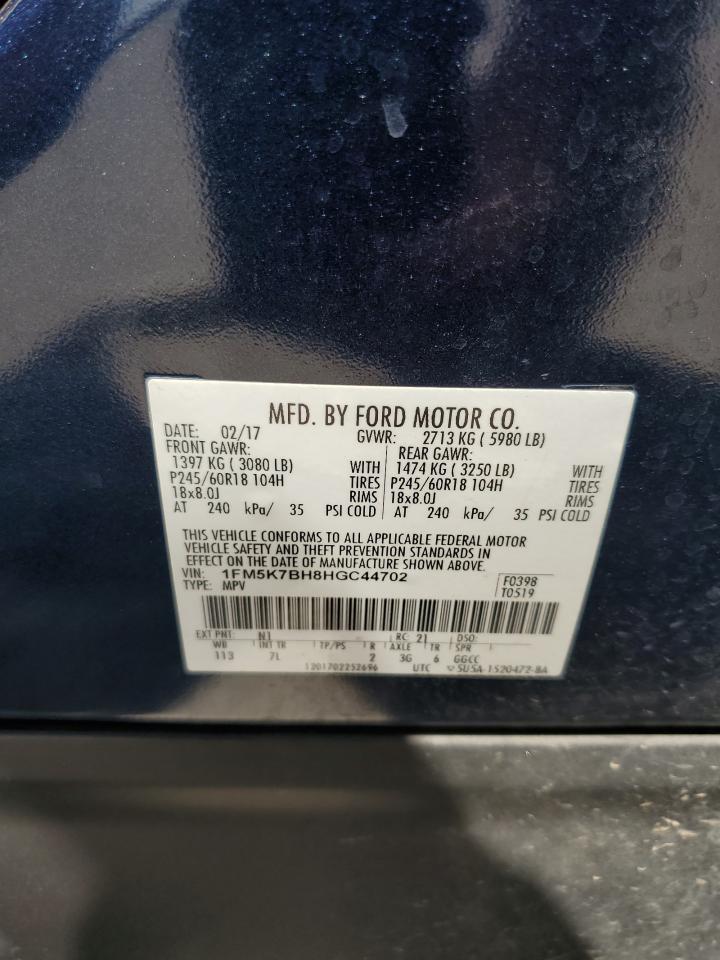 MFD. BY FORD MOTOR CO.
DATE: 02/17 GVWR: 2713 KG ( 5980 LB)
FRONT GAWR: REAR GAWR:
1397 KG ( 3080 LB) WITH 1474 KG ( 3250 LB) WITH
P245/60R18 104H TIRES P245/60R18 104H TIRES
18x8.0J RIMS 18x8.0J RIMS
AT 240 kPa/ 35 PSI COLD AT 240 kPa/ 35 PSI COLD
THIS VEHICLE CONFORMS TO ALL APPLICABLE FEDERAL MOTOR
VEHICLE SAFETY AND THEFT PREVENTION STANDARDS IN
EFFECT ON THE DATE OF MANUFACTURE SHOWN ABOVE.
VIN: 1FM5K7BH8HGC44702 F0398
TYPE: MPV T0519
EXT PNT: N1 RC: 21 DSO:
WB INT TR TP/PS R AXLE TR SPR
113 7L 2 3G 6 GGCC
1201702252696 UTC ▽ SU5A-1520472-BA